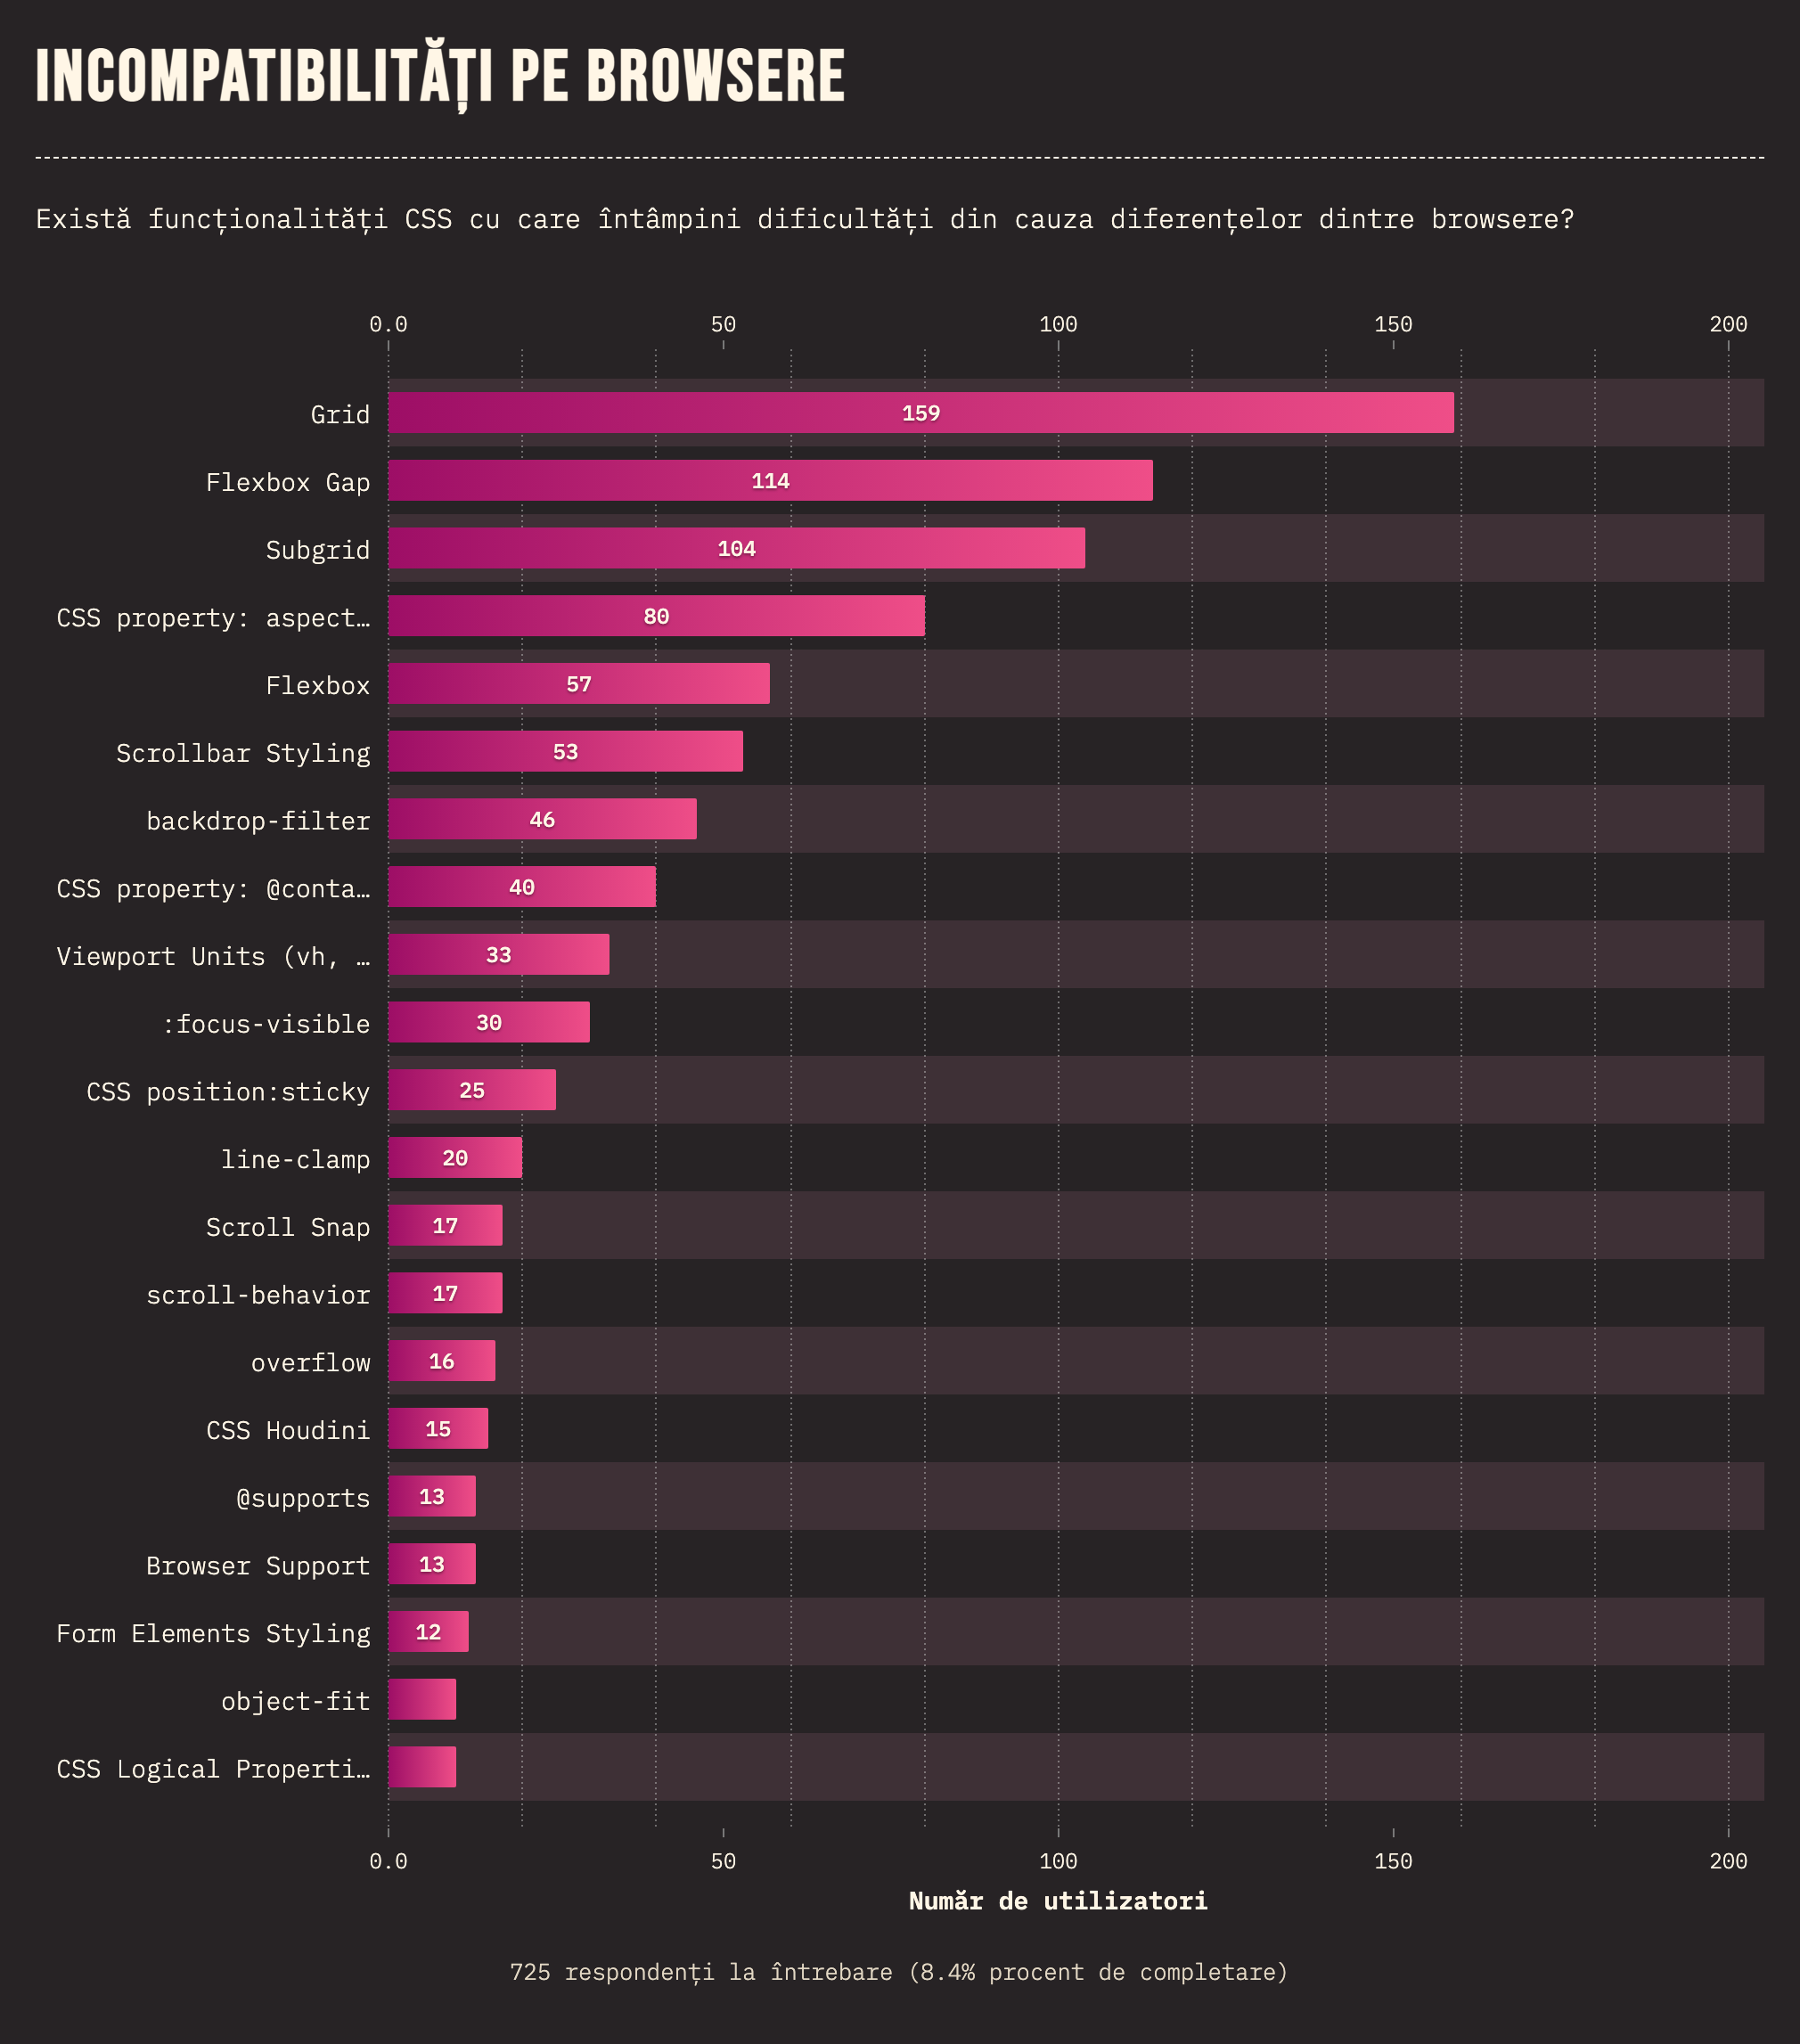 INCOMPATIBILITĂȚI PE BROWSERE
Există funcționalități CSS cu care întâmpini dificultăți din cauza diferențelor dintre browsere?
0.0 50 100 150 200
Grid 159
Flexbox Gap 114
Subgrid 104
CSS property: aspect… 80
Flexbox 57
Scrollbar Styling 53
backdrop-filter 46
CSS property: @conta… 40
Viewport Units (vh, … 33
:focus-visible 30
CSS position:sticky 25
line-clamp 20
Scroll Snap 17
scroll-behavior 17
overflow 16
CSS Houdini 15
@supports 13
Browser Support 13
Form Elements Styling 12
object-fit
CSS Logical Properti…
0.0 50 100 150 200
Număr de utilizatori
725 respondenți la întrebare (8.4% procent de completare)